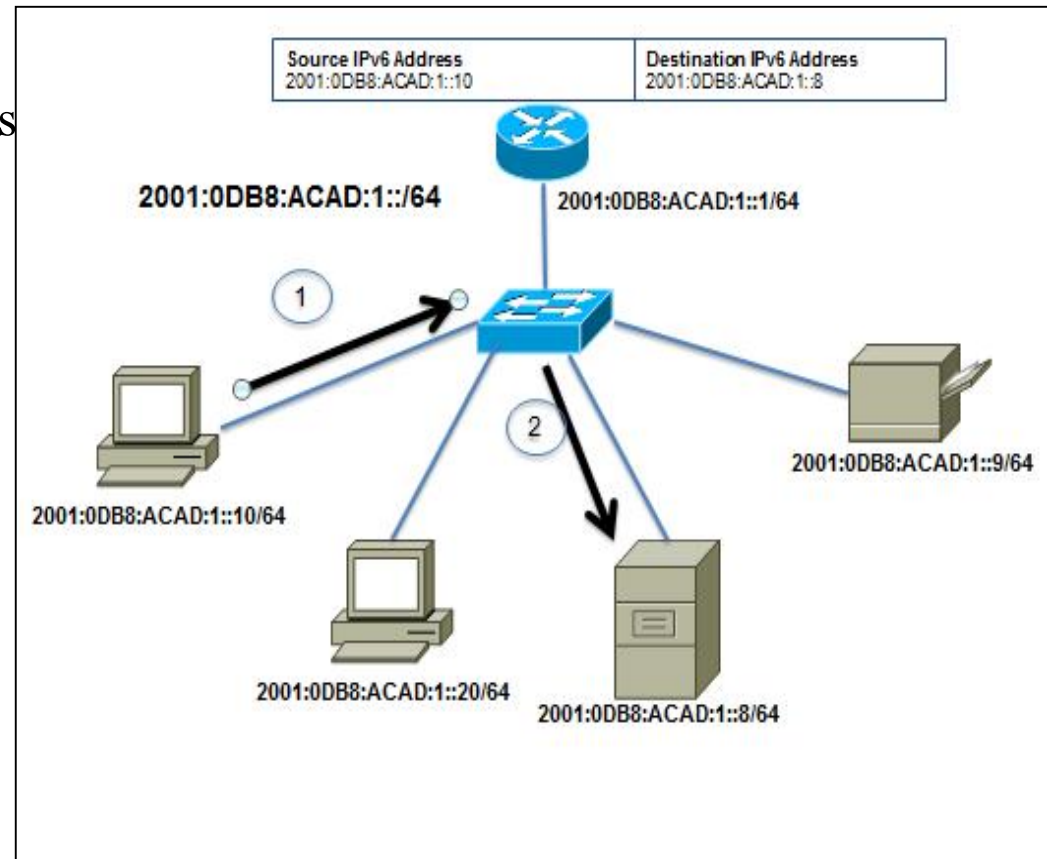 Source IPv6 Address
2001:0DB8:ACAD:1::10
Destination IPv6 Address
2001:0DB8:ACAD:1::8
s
2001:0DB8:ACAD:1::/64
2001:0DB8:ACAD:1::1/64
1
2
2001:0DB8:ACAD:1::9/64
2001:0DB8:ACAD:1::10/64
2001:0DB8:ACAD:1::20/64
2001:0DB8:ACAD:1::8/64